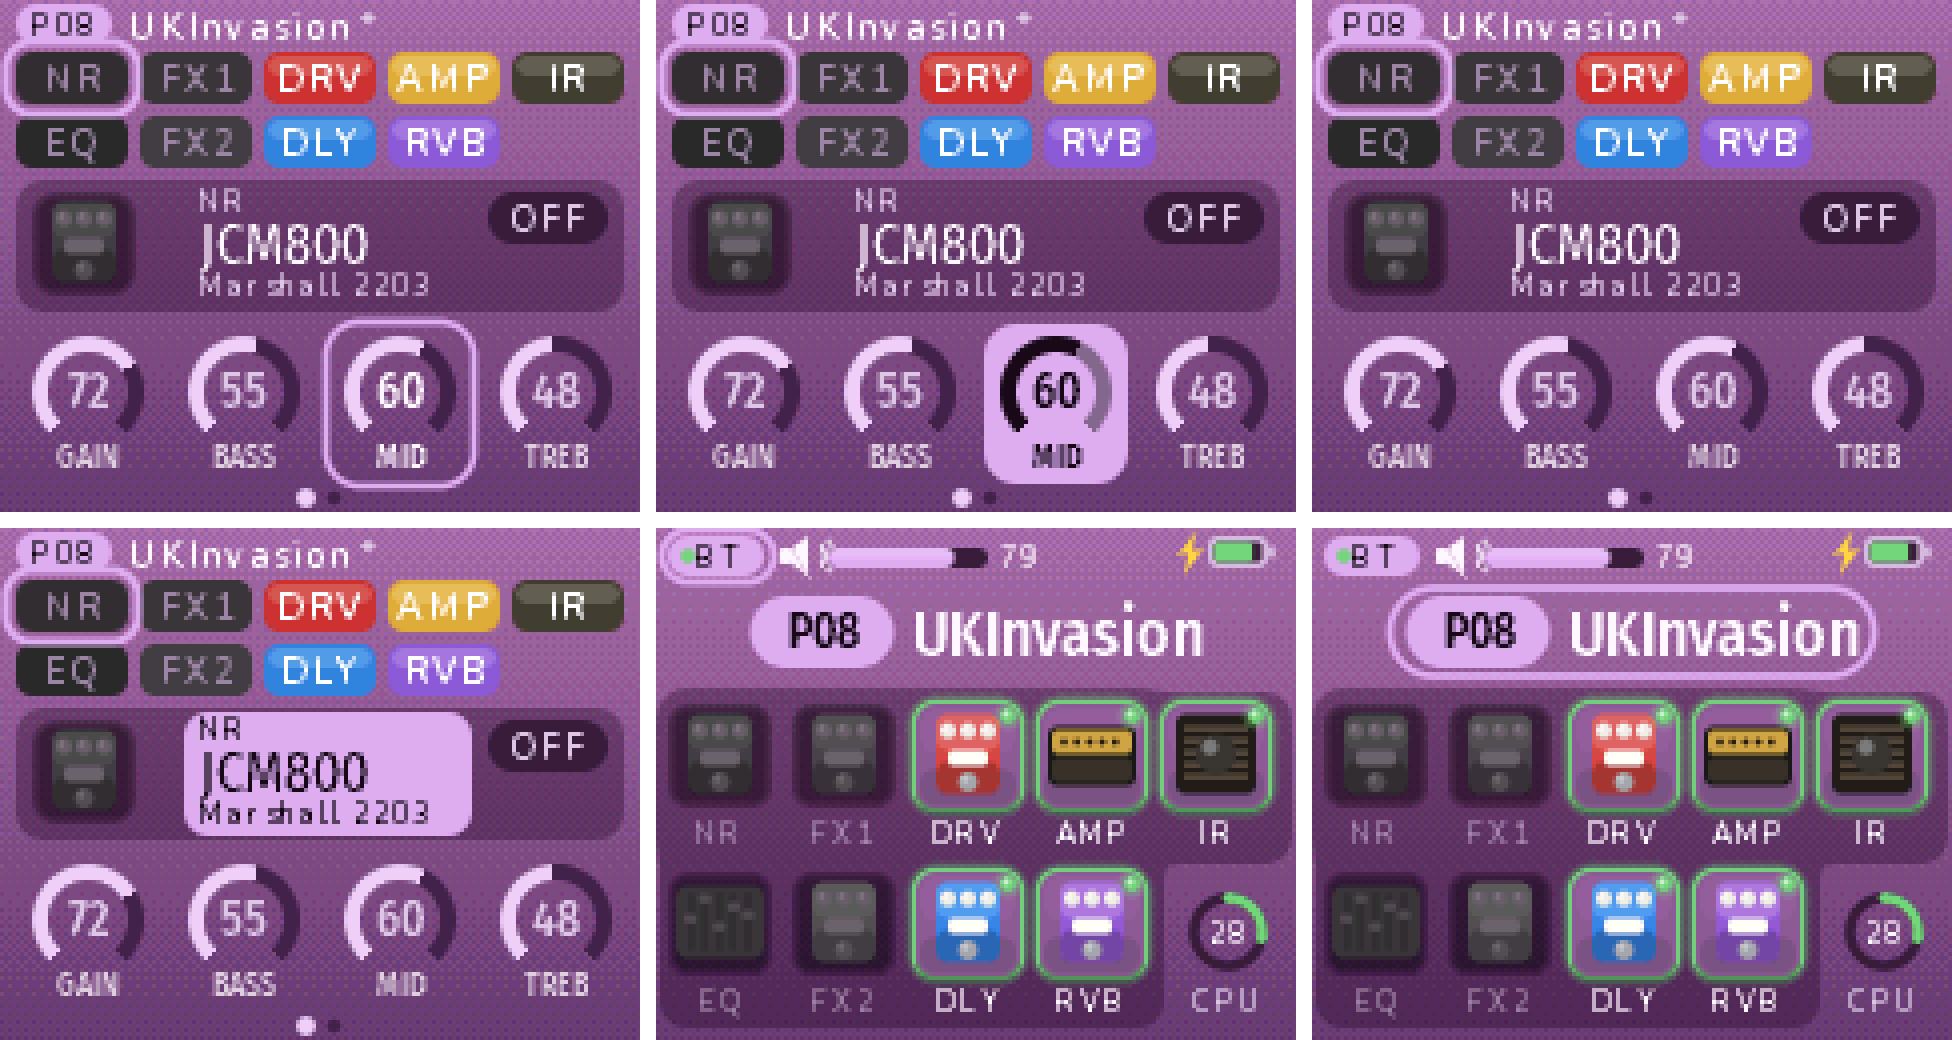 P08 UKInvasion*
NR FX1 DRV AMP IR
EQ FX2 DLY RVB
NR
JCM800
Marshall 2203
OFF
72 55 60 48
GAIN BASS MID TREB
P08 UKInvasion*
NR FX1 DRV AMP IR
EQ FX2 DLY RVB
NR
JCM800
Marshall 2203
OFF
72 55 60 48
GAIN BASS MID TREB
P08 UKInvasion*
NR FX1 DRV AMP IR
EQ FX2 DLY RVB
NR
JCM800
Marshall 2203
OFF
72 55 60 48
GAIN BASS MID TREB
P08 UKInvasion*
NR FX1 DRV AMP IR
EQ FX2 DLY RVB
NR
JCM800
Marshall 2203
OFF
72 55 60 48
GAIN BASS MID TREB
BT 79
P08 UKInvasion
NR FX1 DRV AMP IR
28
EQ FX2 DLY RVB CPU
BT 79
P08 UKInvasion
NR FX1 DRV AMP IR
28
EQ FX2 DLY RVB CPU